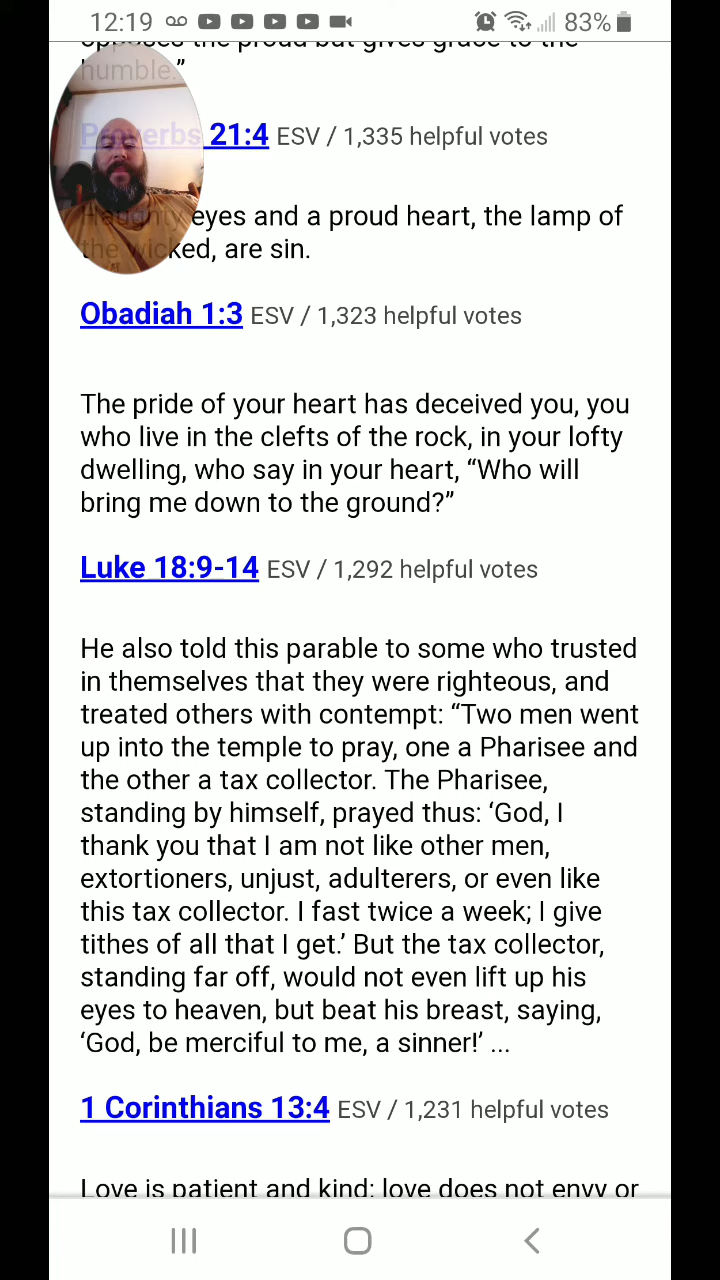 12:19 83%
opposes the proud but gives grace to the
humble.”
Proverbs 21:4 ESV / 1,335 helpful votes
Haughty eyes and a proud heart, the lamp of
the wicked, are sin.
Obadiah 1:3 ESV / 1,323 helpful votes
The pride of your heart has deceived you, you
who live in the clefts of the rock, in your lofty
dwelling, who say in your heart, “Who will
bring me down to the ground?”
Luke 18:9-14 ESV / 1,292 helpful votes
He also told this parable to some who trusted
in themselves that they were righteous, and
treated others with contempt: “Two men went
up into the temple to pray, one a Pharisee and
the other a tax collector. The Pharisee,
standing by himself, prayed thus: ‘God, I
thank you that I am not like other men,
extortioners, unjust, adulterers, or even like
this tax collector. I fast twice a week; I give
tithes of all that I get.’ But the tax collector,
standing far off, would not even lift up his
eyes to heaven, but beat his breast, saying,
‘God, be merciful to me, a sinner!’ ...
1 Corinthians 13:4 ESV / 1,231 helpful votes
Love is patient and kind; love does not envy or